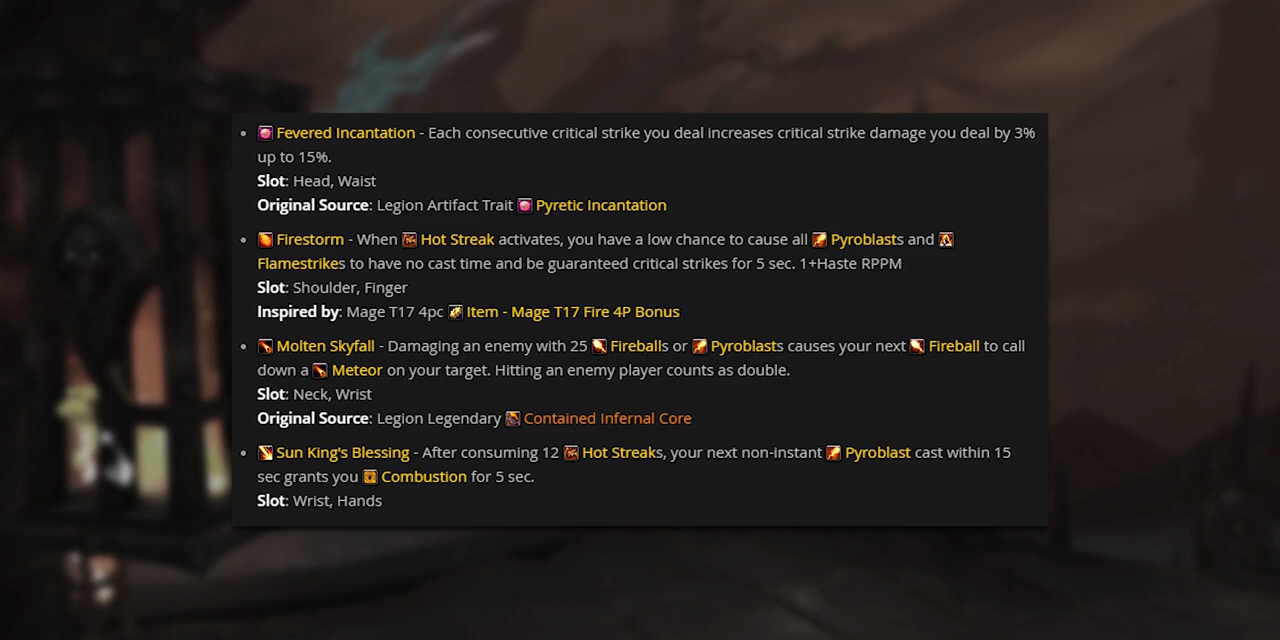 Fevered Incantation - Each consecutive critical strike you deal increases critical strike damage you deal by 3%
up to 15%.
Slot: Head, Waist
Original Source: Legion Artifact Trait Pyretic Incantation
Firestorm - When Hot Streak activates, you have a low chance to cause all Pyroblasts and
Flamestrikes to have no cast time and be guaranteed critical strikes for 5 sec. 1+Haste RPPM
Slot: Shoulder, Finger
Inspired by: Mage T17 4pc Item - Mage T17 Fire 4P Bonus
Molten Skyfall - Damaging an enemy with 25 Fireballs or Pyroblasts causes your next Fireball to call
down a Meteor on your target. Hitting an enemy player counts as double.
Slot: Neck, Wrist
Original Source: Legion Legendary Contained Infernal Core
Sun King's Blessing - After consuming 12 Hot Streaks, your next non-instant Pyroblast cast within 15
sec grants you Combustion for 5 sec.
Slot: Wrist, Hands